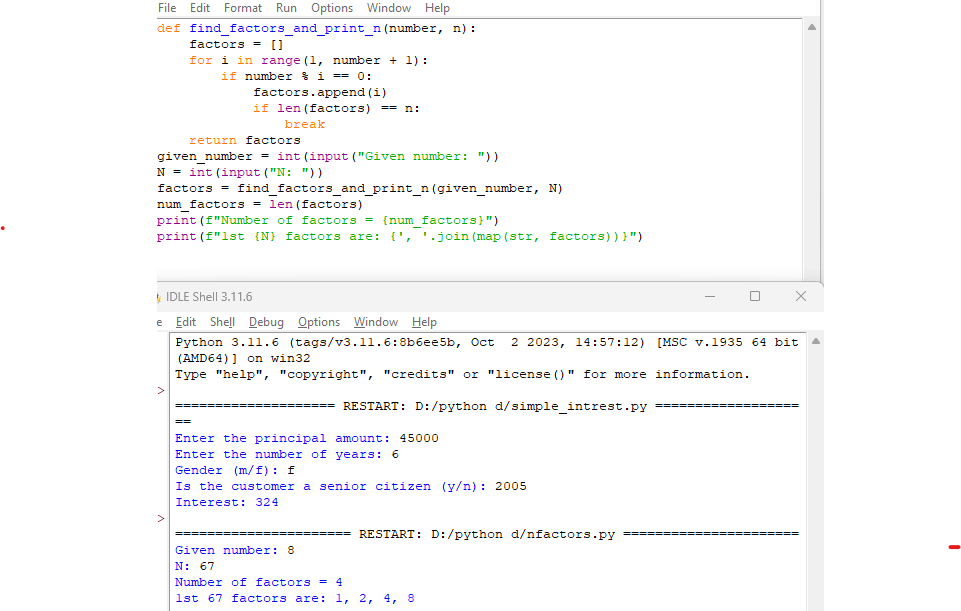 File Edit Format Run Options Window Help
def find_factors_and_print_n(number, n):
    factors = []
    for i in range(1, number + 1):
        if number % i == 0:
            factors.append(i)
            if len(factors) == n:
                break
    return factors
given_number = int(input("Given number: "))
N = int(input("N: "))
factors = find_factors_and_print_n(given_number, N)
num_factors = len(factors)
print(f"Number of factors = {num_factors}")
print(f"1st {N} factors are: {', '.join(map(str, factors))}")
IDLE Shell 3.11.6
e Edit Shell Debug Options Window Help
Python 3.11.6 (tags/v3.11.6:8b6ee5b, Oct  2 2023, 14:57:12) [MSC v.1935 64 bit
(AMD64)] on win32
Type "help", "copyright", "credits" or "license()" for more information.
>
==================== RESTART: D:/python d/simple_intrest.py ==================
==
Enter the principal amount: 45000
Enter the number of years: 6
Gender (m/f): f
Is the customer a senior citizen (y/n): 2005
Interest: 324
>
====================== RESTART: D:/python d/nfactors.py ======================
Given number: 8
N: 67
Number of factors = 4
1st 67 factors are: 1, 2, 4, 8